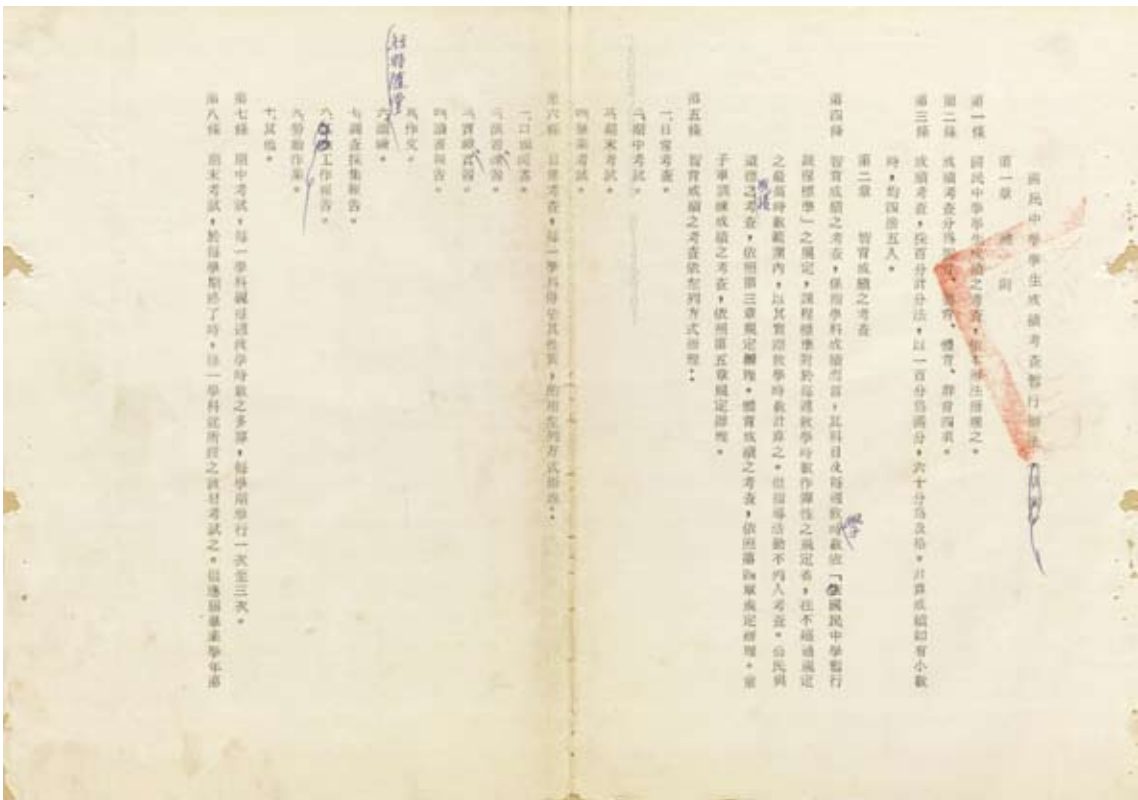 國民中學學生成績考查暫行辦法
第一章 總則
第一條 國民中學學生成績之考查,依本辦法辦理之。
第二條 成績考查分為智育、德育、體育、群育四項。
第三條 成績考查,採百分計分法,以一百分為滿分,六十分為及格。計算成績如有小數
時,均四捨五入。
第二章 智育成績之考查
第四條 智育成績之考查,係指學科成績而言,其科目及每週教學時數依「國民中學暫行
課程標準」之規定,課程標準對於每週教學時數作彈性之規定者,在不超過規定
之最高時數範圍內,以其實際教學時數計算之。但指導活動不列入考查。公民與
道德之考查,依照第三章規定辦理。體育成績之考查,依照第四章規定辦理。童
子軍訓練成績之考查,依照第五章規定辦理。
第五條 智育成績之考查依左列方式辦理:
一、日常考查。
二、期中考試。
三、期末考試。
四、畢業考試。
第六條 日常考查,每一學科得依其性質,酌用左列方式辦理:
一、口頭問答。
二、演習練習。
三、實驗實習。
四、讀書報告。
五、作文。
六、測驗。
七、調查採集報告。
八、工作報告。
九、勞動作業。
十、其他。
第七條 期中考試,每一學科視每週教學時數之多寡,每學期舉行一次至三次。
第八條 期末考試,於每學期終了時,每一學科就所授之教材考試之。但應屆畢業學年第